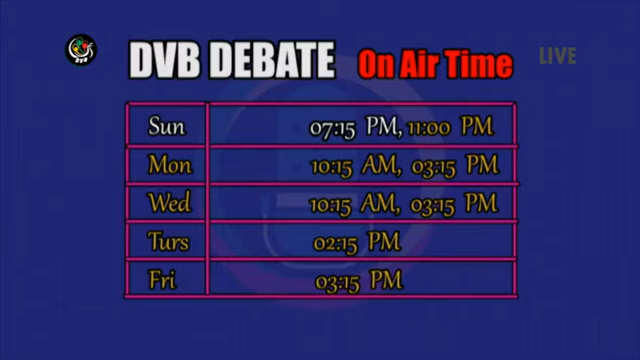 DVB
DVB DEBATE On Air Time
LIVE
Sun 07:15 PM, 11:00 PM
Mon 10:15 AM, 03:15 PM
Wed 10:15 AM, 03:15 PM
Turs 02:15 PM
Fri 03:15 PM